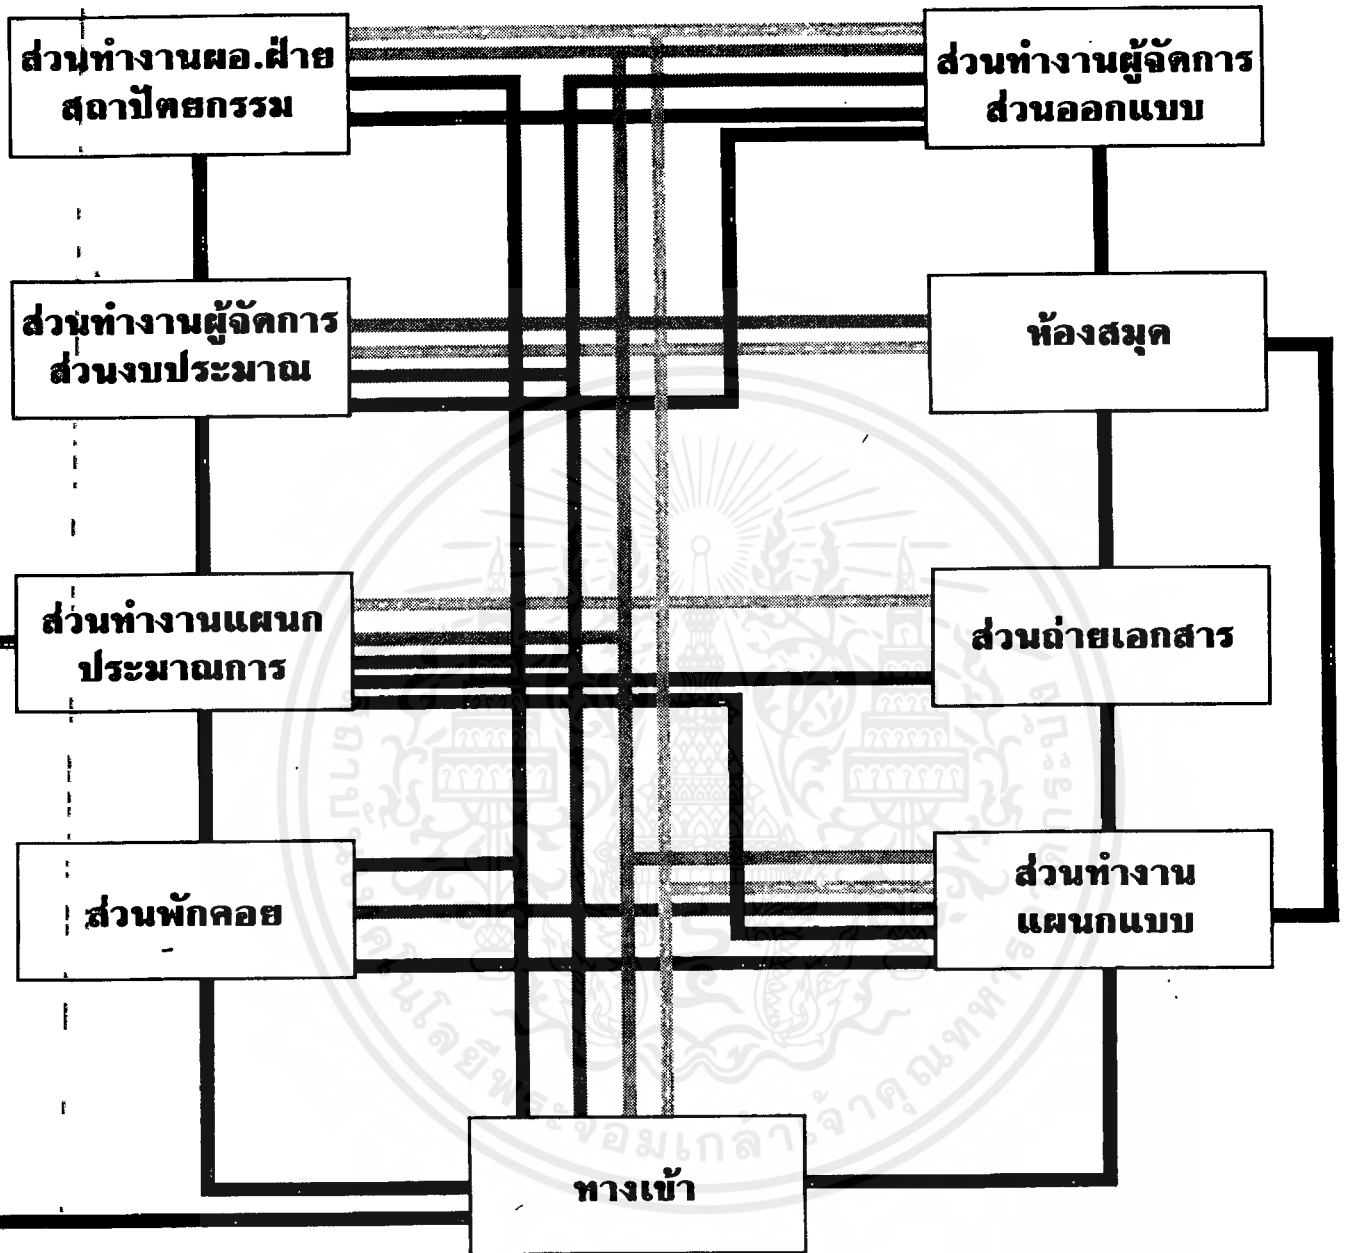 ส่วนทำงานผอ.ฝ่าย
สถาปัตยกรรม
ส่วนทำงานผู้จัดการ
ส่วนออกแบบ
ส่วนทำงานผู้จัดการ
ส่วนงบประมาณ
ห้องสมุด
ส่วนทำงานแผนก
ประมาณการ
ส่วนถ่ายเอกสาร
ส่วนพักคอย
ส่วนทำงาน
แผนกแบบ
ทางเข้า